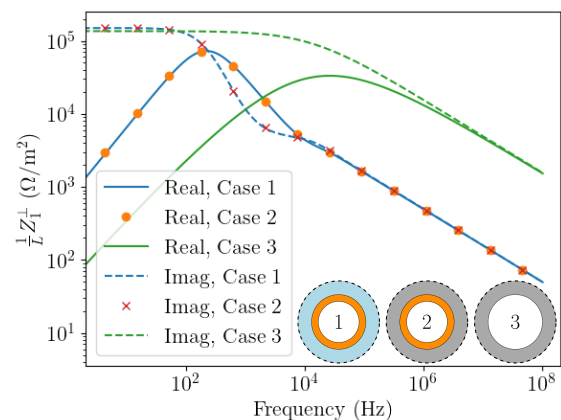 10^5
10^4
10^3
10^2
10^1
\frac{1}{L} Z_1^⊥ (Ω/m^2)
Real, Case 1
Real, Case 2
Real, Case 3
Imag, Case 1
Imag, Case 2
Imag, Case 3
1
2
3
10^2
10^4
10^6
10^8
Frequency (Hz)